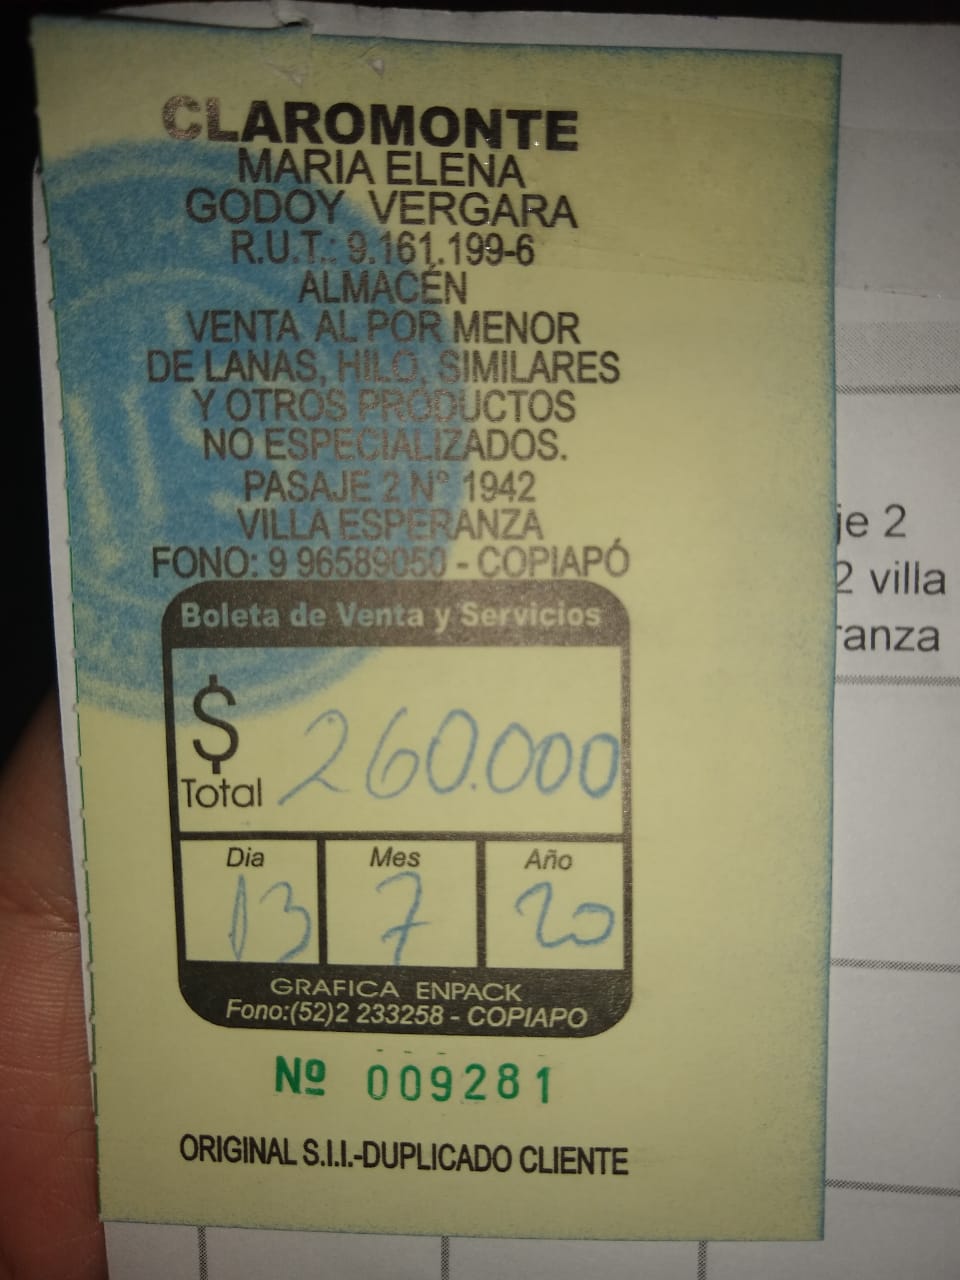 CLAROMONTE
MARIA ELENA
GODOY VERGARA
R.U.T.: 9.161.199-6
ALMACÉN
VENTA AL POR MENOR
DE LANAS, HILO, SIMILARES
Y OTROS PRODUCTOS
NO ESPECIALIZADOS.
PASAJE 2 N° 1942
VILLA ESPERANZA
FONO: 9 96589050 - COPIAPÓ
Boleta de Venta y Servicios
$ 260.000
Total
Dia Mes Año
13 7 20
GRAFICA ENPACK
Fono:(52)2 233258 - COPIAPO
Nº 009281
ORIGINAL S.I.I.-DUPLICADO CLIENTE
je 2
2 villa
ranza